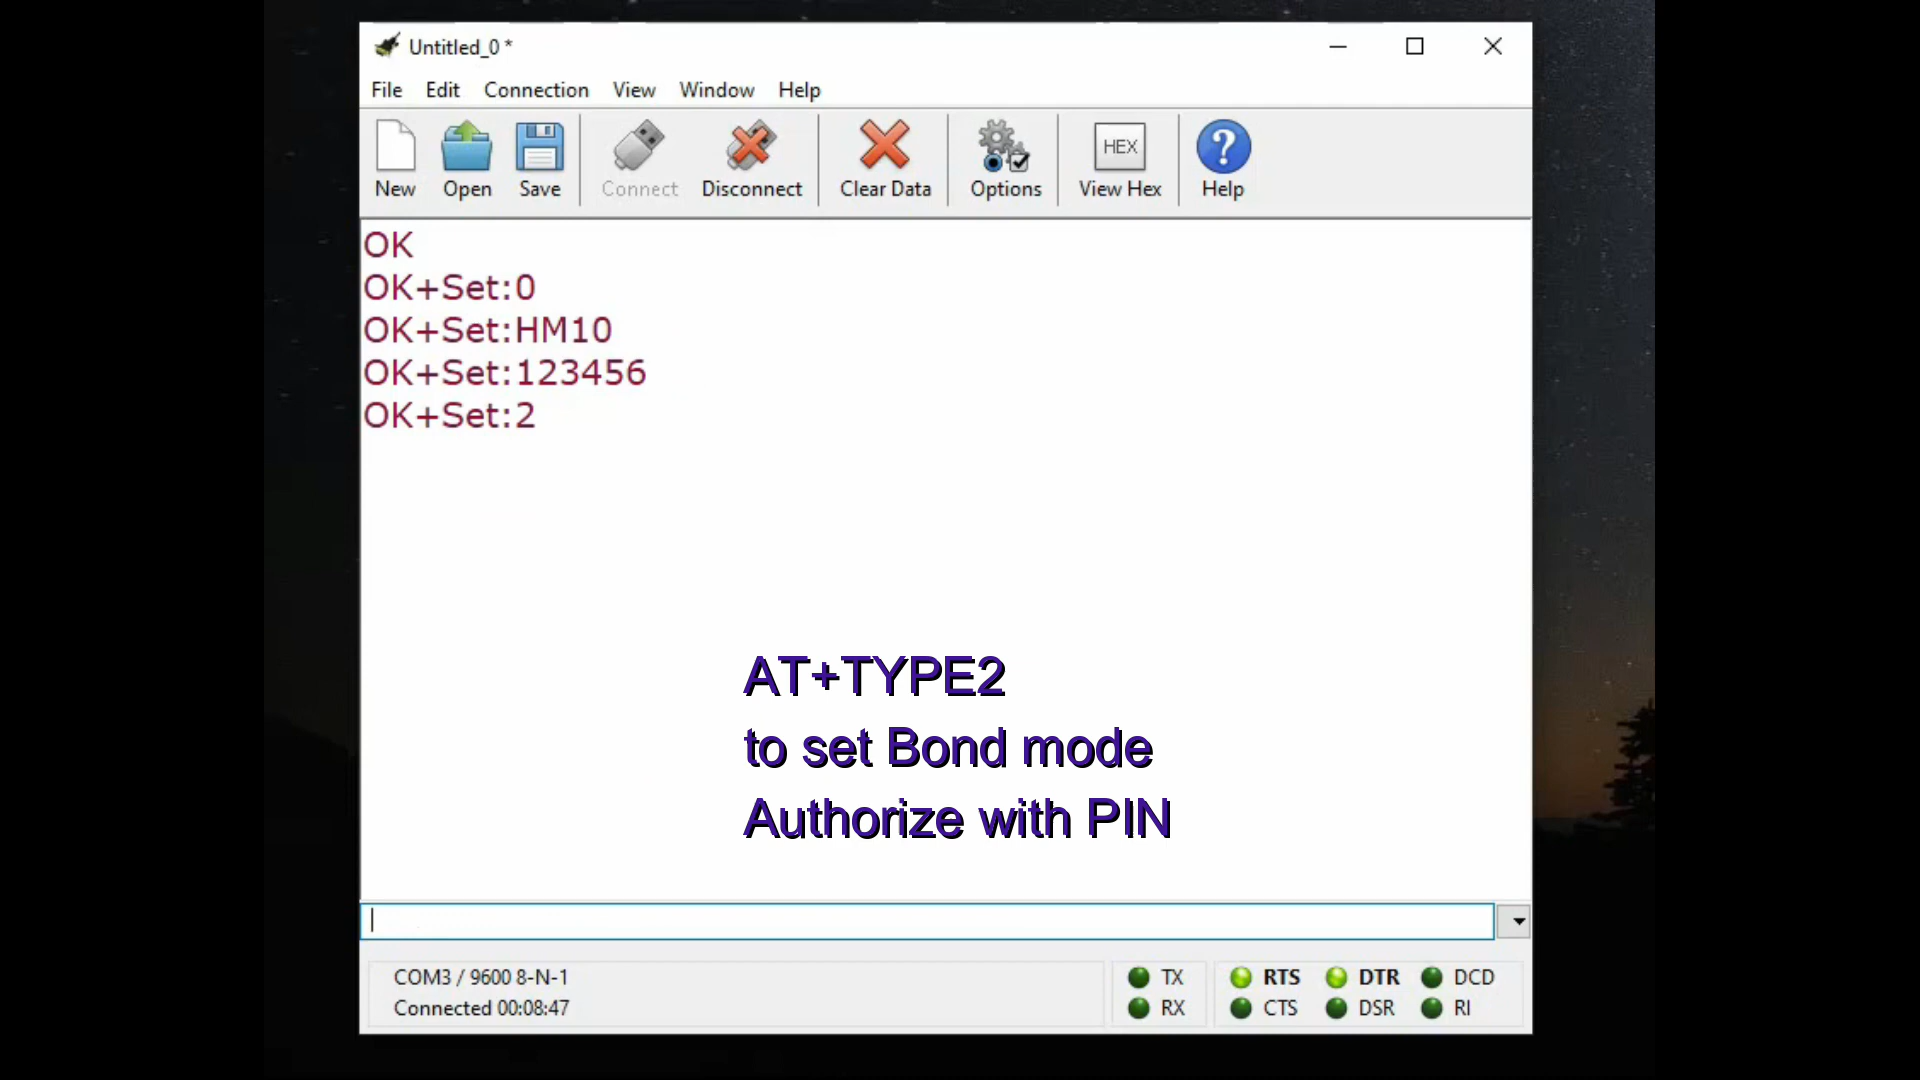 Untitled_0 *
File Edit Connection View Window Help
New Open Save Connect Disconnect Clear Data Options HEX View Hex ? Help
OK
OK+Set:0
OK+Set:HM10
OK+Set:123456
OK+Set:2
AT+TYPE2
to set Bond mode
Authorize with PIN
COM3 / 9600 8-N-1 TX RTS DTR DCD
Connected 00:08:47 RX CTS DSR RI